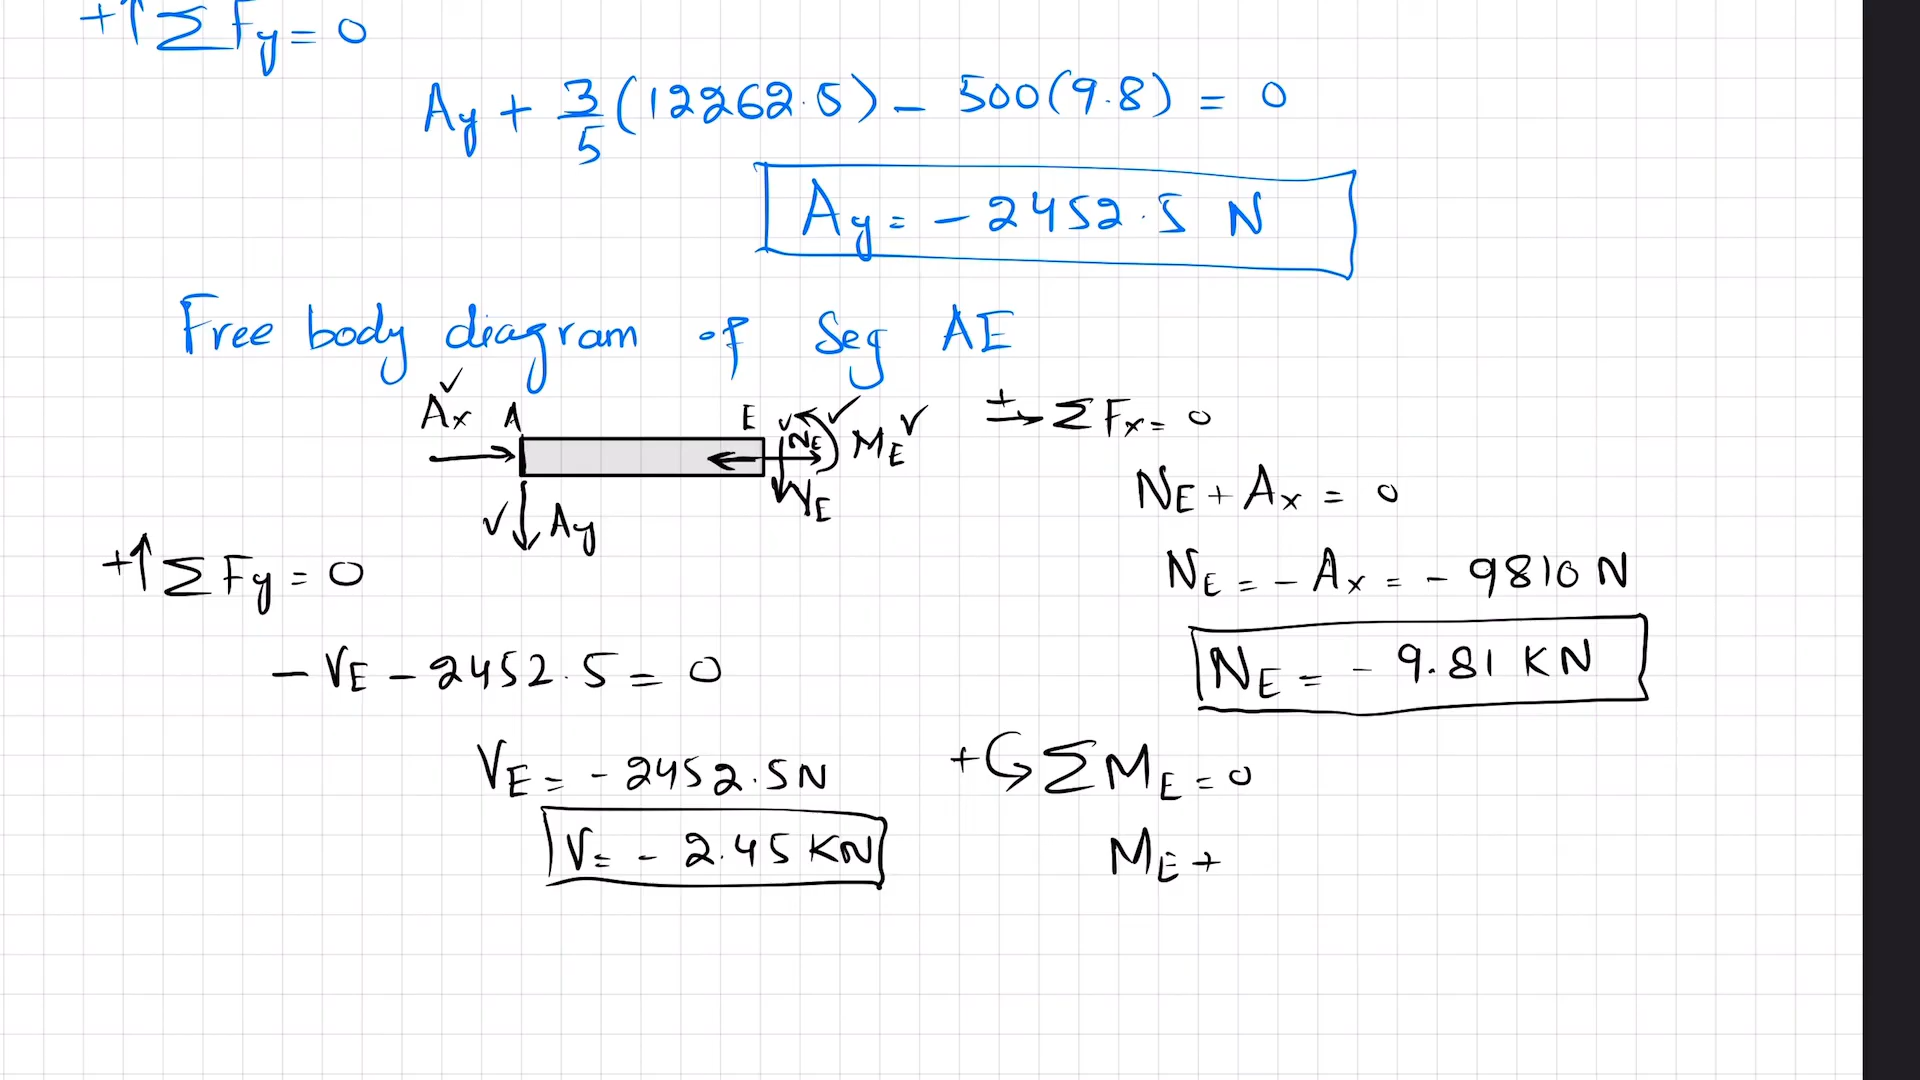 +↑ ΣFy = 0
Ay + 3/5 (12262.5) - 500(9.8) = 0
Ay = - 2452.5 N
Free body diagram of Seg AE
Ax A E NE ME
VE
Ay
+→ ΣFx = 0
NE + Ax = 0
NE = - Ax = - 9810 N
NE = - 9.81 KN
+↑ ΣFy = 0
- VE - 2452.5 = 0
VE = - 2452.5N
V = - 2.45 KN
+↺ ΣME = 0
ME +